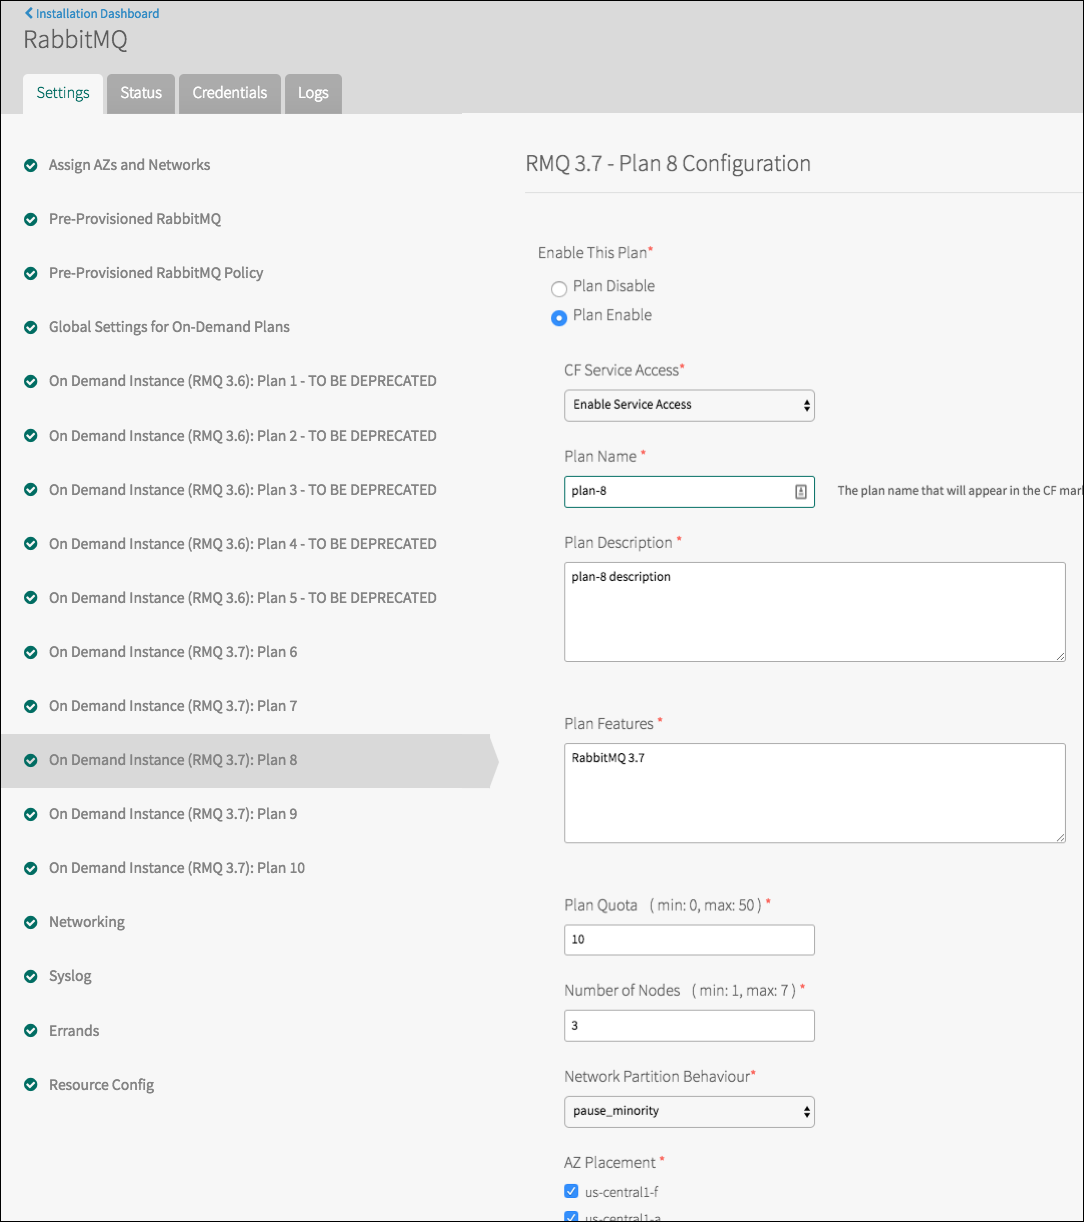 Installation Dashboard
RabbitMQ
Settings
Status
Credentials
Logs
Assign AZs and Networks
Pre-Provisioned RabbitMQ
Pre-Provisioned RabbitMQ Policy
Global Settings for On-Demand Plans
On Demand Instance (RMQ 3.6): Plan 1 - TO BE DEPRECATED
On Demand Instance (RMQ 3.6): Plan 2 - TO BE DEPRECATED
On Demand Instance (RMQ 3.6): Plan 3 - TO BE DEPRECATED
On Demand Instance (RMQ 3.6): Plan 4 - TO BE DEPRECATED
On Demand Instance (RMQ 3.6): Plan 5 - TO BE DEPRECATED
On Demand Instance (RMQ 3.7): Plan 6
On Demand Instance (RMQ 3.7): Plan 7
On Demand Instance (RMQ 3.7): Plan 8
On Demand Instance (RMQ 3.7): Plan 9
On Demand Instance (RMQ 3.7): Plan 10
Networking
Syslog
Errands
Resource Config
RMQ 3.7 - Plan 8 Configuration
Enable This Plan*
Plan Disable
Plan Enable
CF Service Access*
Enable Service Access
Plan Name *
plan-8
The plan name that will appear in the CF mar
Plan Description *
plan-8 description
Plan Features *
RabbitMQ 3.7
Plan Quota ( min: 0, max: 50 ) *
10
Number of Nodes ( min: 1, max: 7 ) *
3
Network Partition Behaviour*
pause_minority
AZ Placement *
us-central1-f
us-central1-a